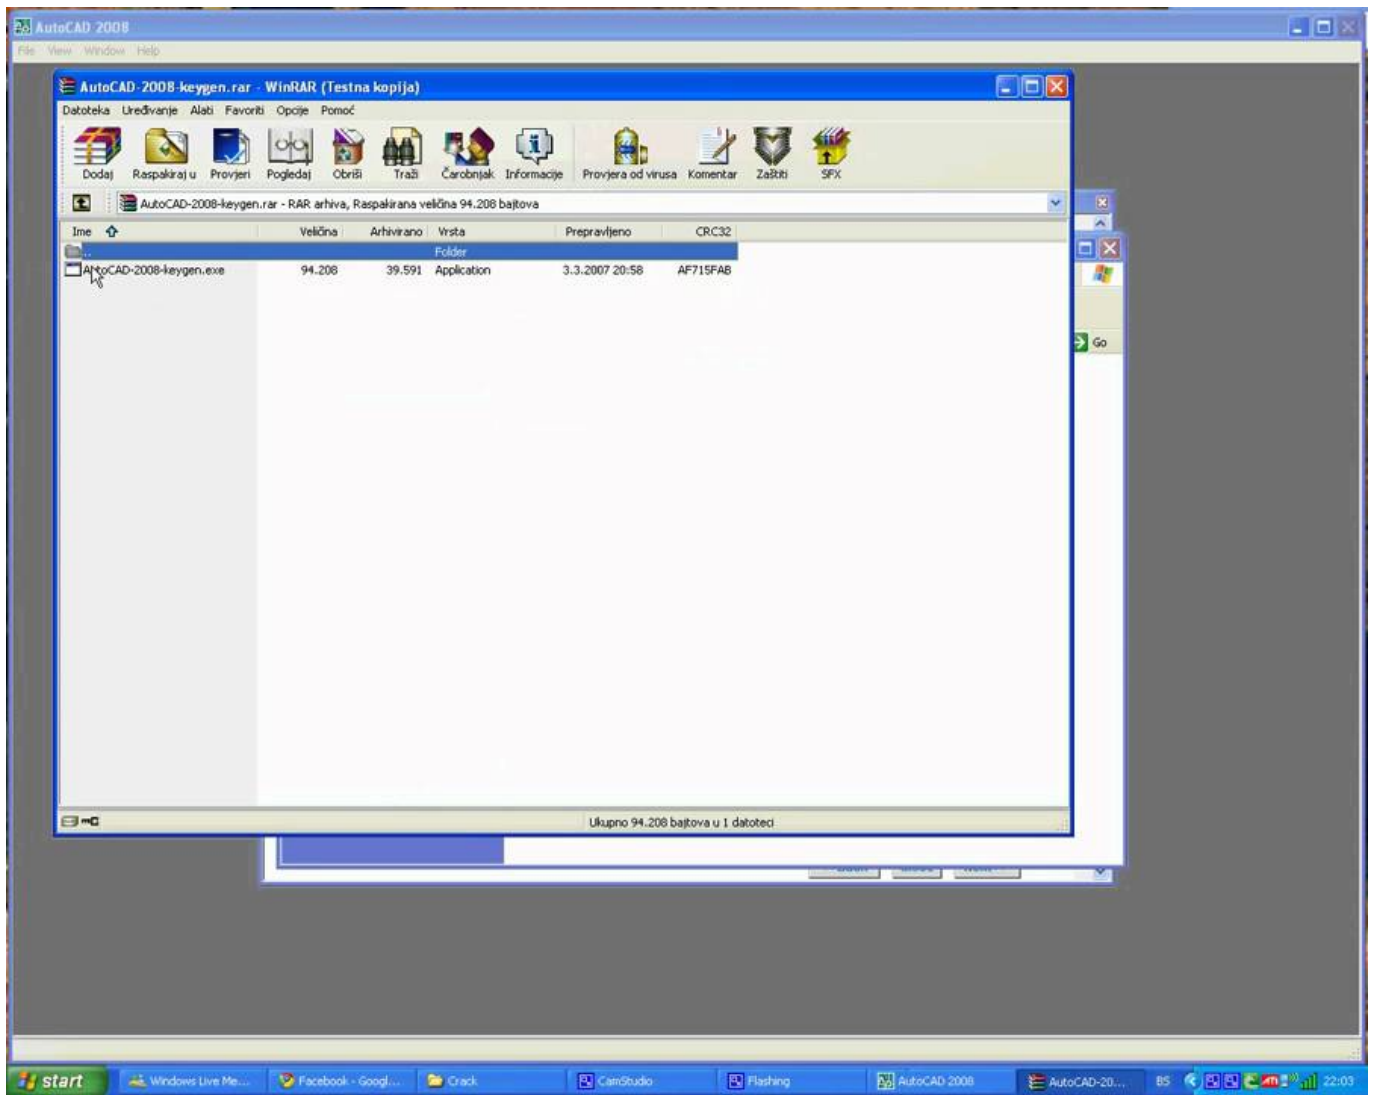 AutoCAD 2008
File View Window Help
AutoCAD-2008-keygen.rar - WinRAR (Testna kopija)
Datoteka Uređivanje Alati Favoriti Opcije Pomoć
Dodaj Raspakiraj u Provjeri Pogledaj Obriši Traži Čarobnjak Informacije Provjera od virusa Komentar Zaštiti SFX
AutoCAD-2008-keygen.rar - RAR arhiva, Raspakirana veličina 94.208 bajtova
Ime Veličina Arhivirano Vrsta Prepravljeno CRC32
.. Folder
AutoCAD-2008-keygen.exe 94.208 39.591 Application 3.3.2007 20:58 AF715FAB
Go
Ukupno 94.208 bajtova u 1 datoteci
start Windows Live Me... Facebook - Googl... Crack CamStudio Flashing AutoCAD 2008 AutoCAD-20... BS 22:03